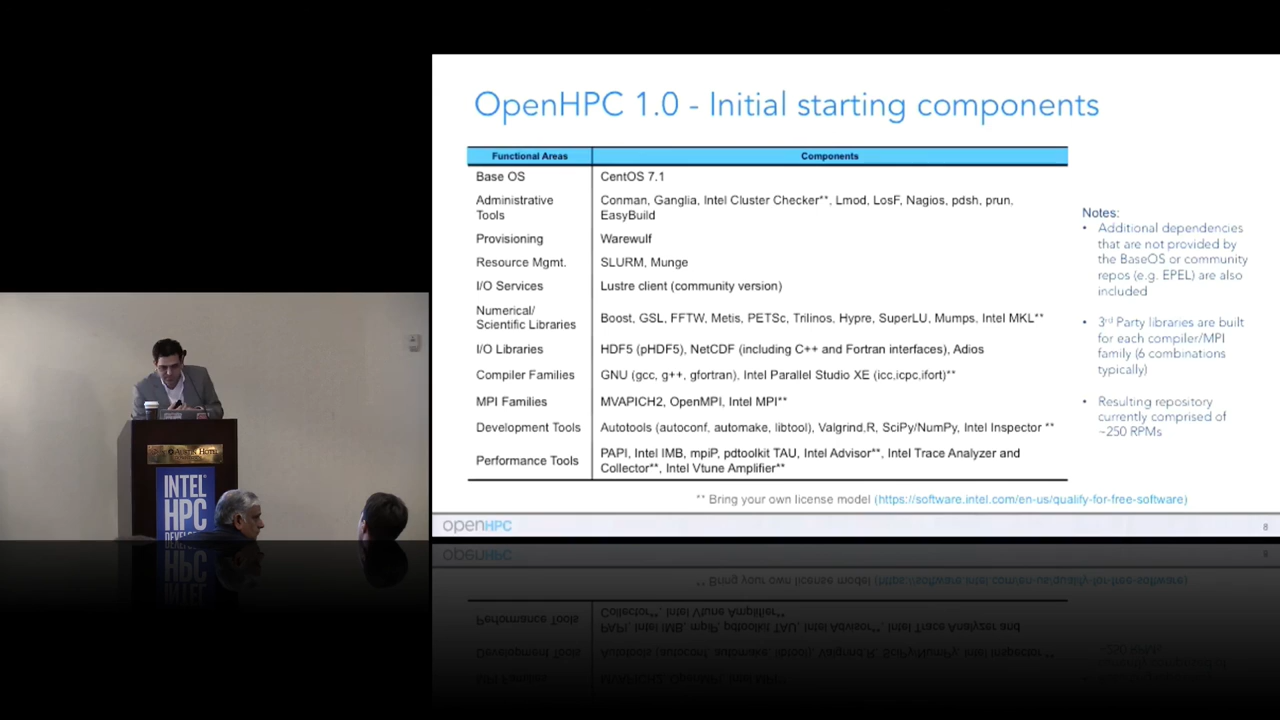 OpenHPC 1.0 - Initial starting components
Functional Areas
Components
Base OS
CentOS 7.1
Administrative
Tools
Conman, Ganglia, Intel Cluster Checker**, Lmod, LosF, Nagios, pdsh, prun,
EasyBuild
Provisioning
Warewulf
Resource Mgmt.
SLURM, Munge
I/O Services
Lustre client (community version)
Numerical/
Scientific Libraries
Boost, GSL, FFTW, Metis, PETSc, Trilinos, Hypre, SuperLU, Mumps, Intel MKL**
I/O Libraries
HDF5 (pHDF5), NetCDF (including C++ and Fortran interfaces), Adios
Compiler Families
GNU (gcc, g++, gfortran), Intel Parallel Studio XE (icc,icpc,ifort)**
MPI Families
MVAPICH2, OpenMPI, Intel MPI**
Development Tools
Autotools (autoconf, automake, libtool), Valgrind,R, SciPy/NumPy, Intel Inspector **
Performance Tools
PAPI, Intel IMB, mpiP, pdtoolkit TAU, Intel Advisor**, Intel Trace Analyzer and
Collector**, Intel Vtune Amplifier**
Notes:
• Additional dependencies
that are not provided by
the BaseOS or community
repos (e.g. EPEL) are also
included
• 3rd Party libraries are built
for each compiler/MPI
family (6 combinations
typically)
• Resulting repository
currently comprised of
~250 RPMs
** Bring your own license model (https://software.intel.com/en-us/qualify-for-free-software)
openHPC
8
INTEL
HPC